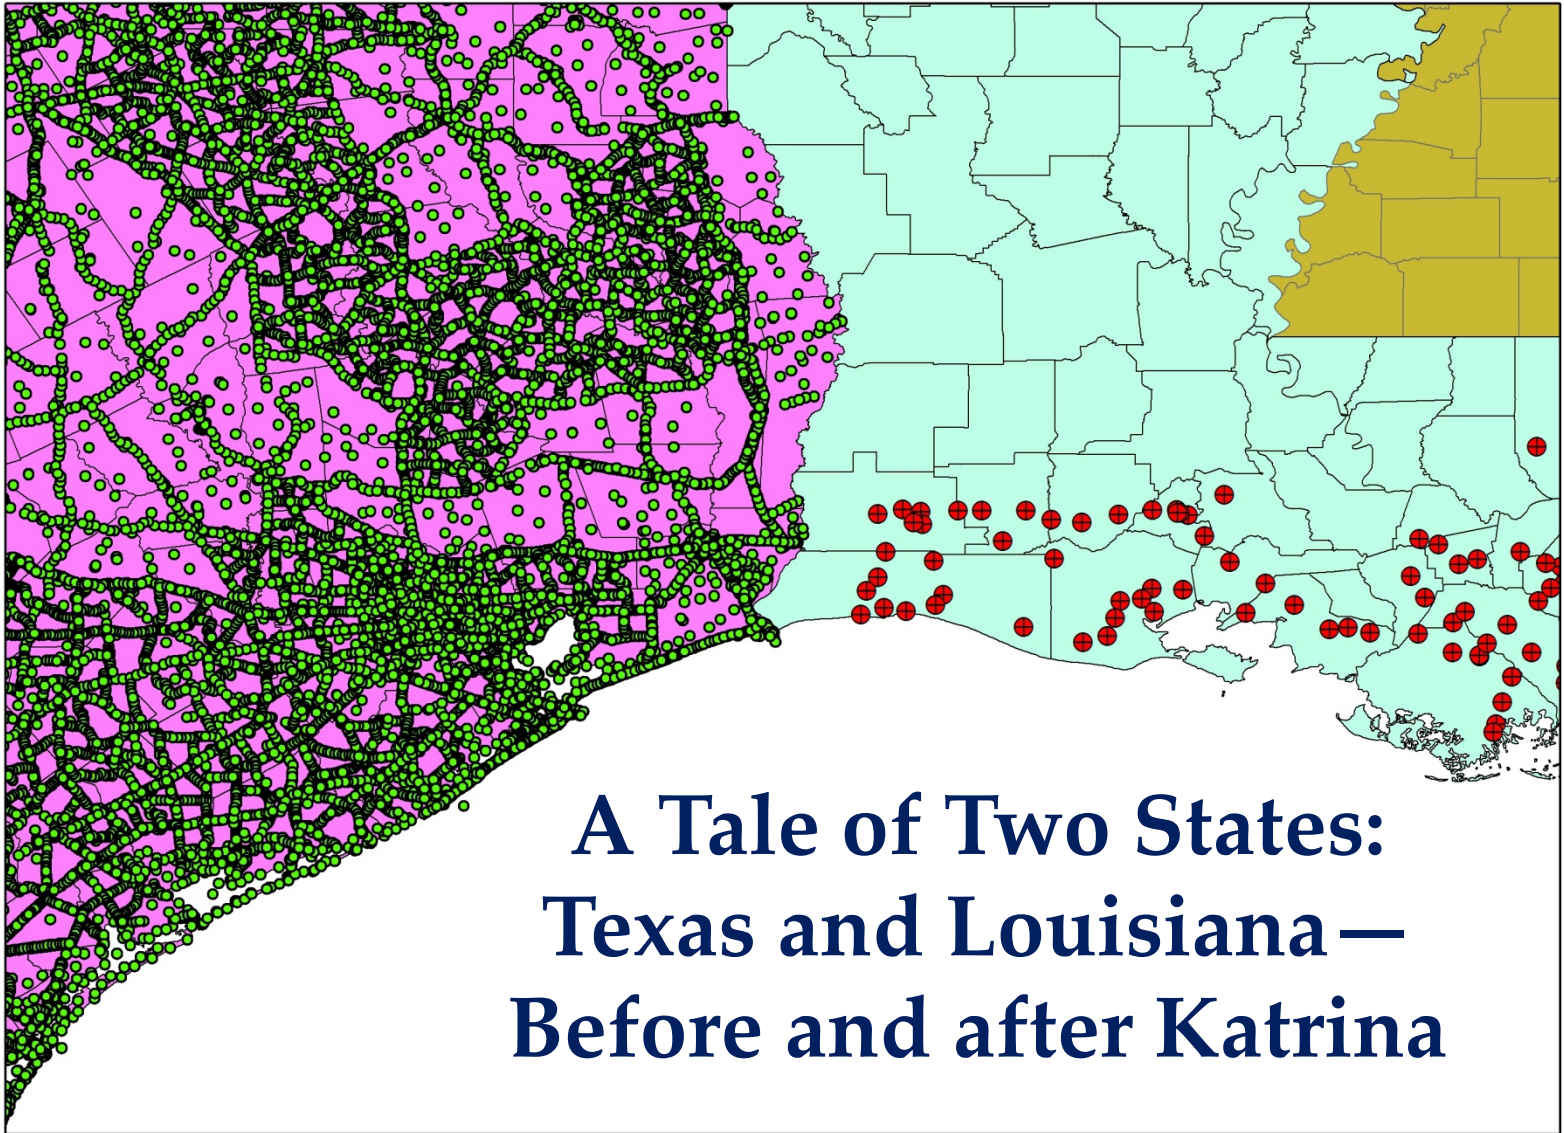 A Tale of Two States:
Texas and Louisiana—
Before and after Katrina